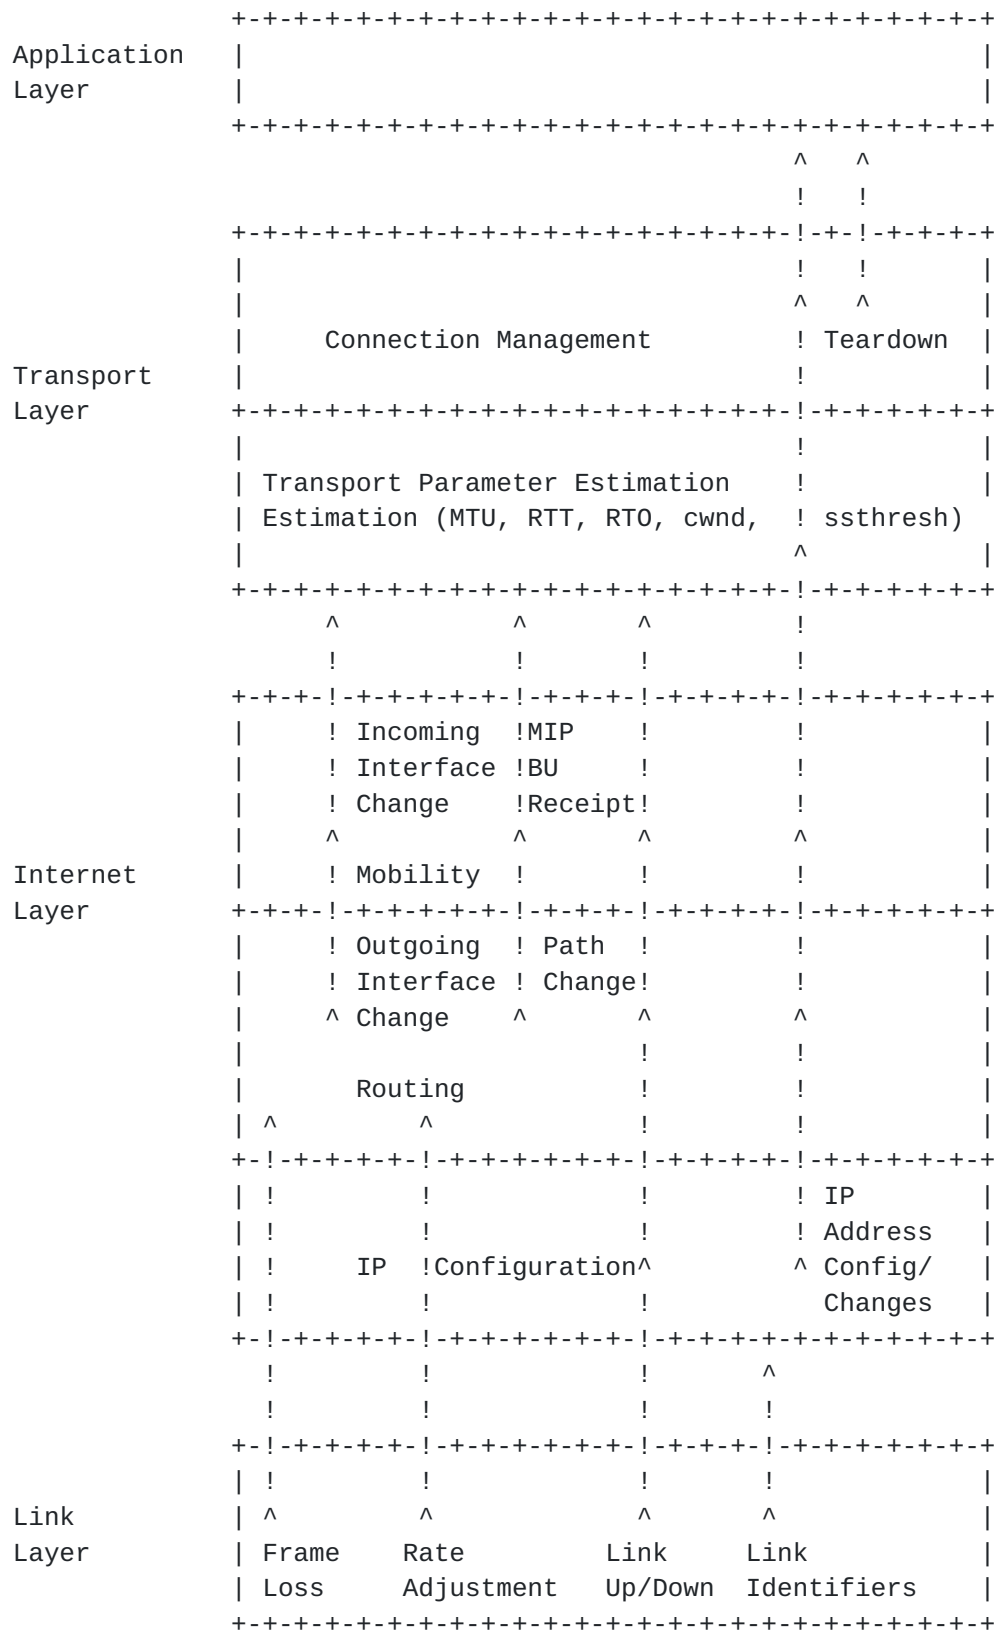 +-+-+-+-+-+-+-+-+-+-+-+-+-+-+-+-+-+-+-+-+-+-+-+-+
 Application   |                                               |
 Layer         |                                               |
               +-+-+-+-+-+-+-+-+-+-+-+-+-+-+-+-+-+-+-+-+-+-+-+-+
                                                   ^   ^
                                                   !   !
               +-+-+-+-+-+-+-+-+-+-+-+-+-+-+-+-+-+-!-+-!-+-+-+-+
               |                                   !   !       |
               |                                   ^   ^       |
               |     Connection Management         ! Teardown  |
 Transport     |                                   !           |
 Layer         +-+-+-+-+-+-+-+-+-+-+-+-+-+-+-+-+-+-!-+-+-+-+-+-+
               |                                   !           |
               | Transport Parameter Estimation    !           |
               | Estimation (MTU, RTT, RTO, cwnd,  ! ssthresh)
               |                                   ^           |
               +-+-+-+-+-+-+-+-+-+-+-+-+-+-+-+-+-+-!-+-+-+-+-+-+
                     ^           ^       ^         !
                     !           !       !         !
               +-+-+-!-+-+-+-+-+-!-+-+-+-!-+-+-+-+-!-+-+-+-+-+-+
               |     ! Incoming  !MIP    !         !           |
               |     ! Interface !BU     !         !           |
               |     ! Change    !Receipt!         !           |
               |     ^           ^       ^         ^           |
 Internet      |     ! Mobility  !       !         !           |
 Layer         +-+-+-!-+-+-+-+-+-!-+-+-+-!-+-+-+-+-!-+-+-+-+-+-+
               |     ! Outgoing  ! Path  !         !           |
               |     ! Interface ! Change!         !           |
               |     ^ Change    ^       ^         ^           |
               |                         !         !           |
               |       Routing           !         !           |
               | ^         ^             !         !           |
               +-!-+-+-+-+-!-+-+-+-+-+-+-!-+-+-+-+-!-+-+-+-+-+-+
               | !         !             !         ! IP        |
               | !         !             !         ! Address   |
               | !     IP  !Configuration^         ^ Config/   |
               | !         !             !           Changes   |
               +-!-+-+-+-+-!-+-+-+-+-+-+-!-+-+-+-+-+-+-+-+-+-+-+
                 !         !             !       ^
                 !         !             !       !
               +-!-+-+-+-+-!-+-+-+-+-+-+-!-+-+-+-!-+-+-+-+-+-+-+
               | !         !             !       !             |
 Link          | ^         ^             ^       ^             |
 Layer         | Frame    Rate         Link     Link           |
               | Loss     Adjustment   Up/Down  Identifiers    |
               +-+-+-+-+-+-+-+-+-+-+-+-+-+-+-+-+-+-+-+-+-+-+-+-+